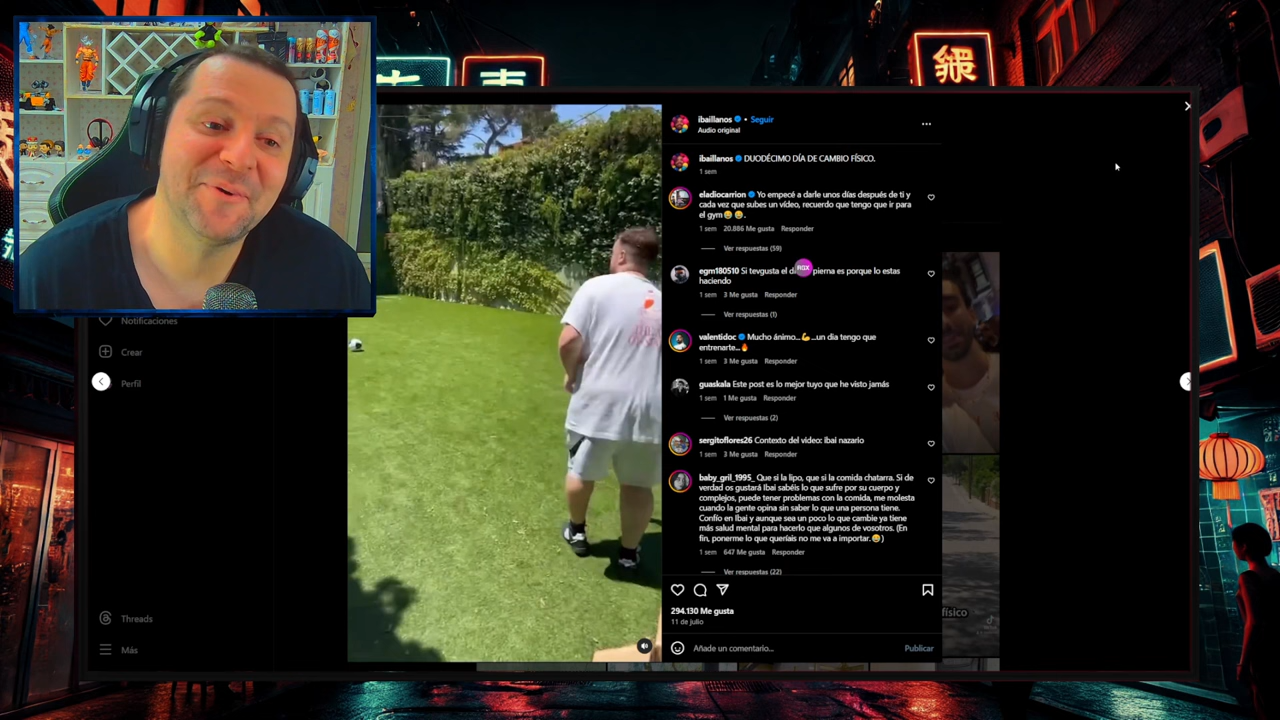 ibaillanos • Seguir
Audio original
ibaillanos DUODÉCIMO DÍA DE CAMBIO FÍSICO.
1 sem
eladiocarrion Yo empecé a darle unos días después de ti y
cada vez que subes un vídeo, recuerdo que tengo que ir para
el gym😂😂.
1 sem 20.886 Me gusta Responder
Ver respuestas (59)
egm180510 Si tevgusta el pierna es porque lo estas
haciendo
1 sem 3 Me gusta Responder
Ver respuestas (1)
valentidoc Mucho ánimo...💪...un dia tengo que
entrenarte...🔥
1 sem 3 Me gusta Responder
guaskala Este post es lo mejor tuyo que he visto jamás
1 sem 1 Me gusta Responder
Ver respuestas (2)
sergitoflores26 Contexto del video: ibai nazario
1 sem 3 Me gusta Responder
baby_gril_1995_ Que si la lipo, que si la comida chatarra. Si de
verdad os gustará Ibai sabéis lo que sufre por su cuerpo y
complejos, puede tener problemas con la comida, me molesta
cuando la gente opina sin saber lo que una persona tiene.
Confío en Ibai y aunque sea un poco lo que cambie ya tiene
más salud mental para hacerlo que algunos de vosotros. (En
fin, ponerme lo que queríais no me va a importar.😂)
1 sem 647 Me gusta Responder
Ver respuestas (22)
294.130 Me gusta
11 de julio
Añade un comentario... Publicar
Notificaciones
Crear
Perfil
Threads
Más
físico